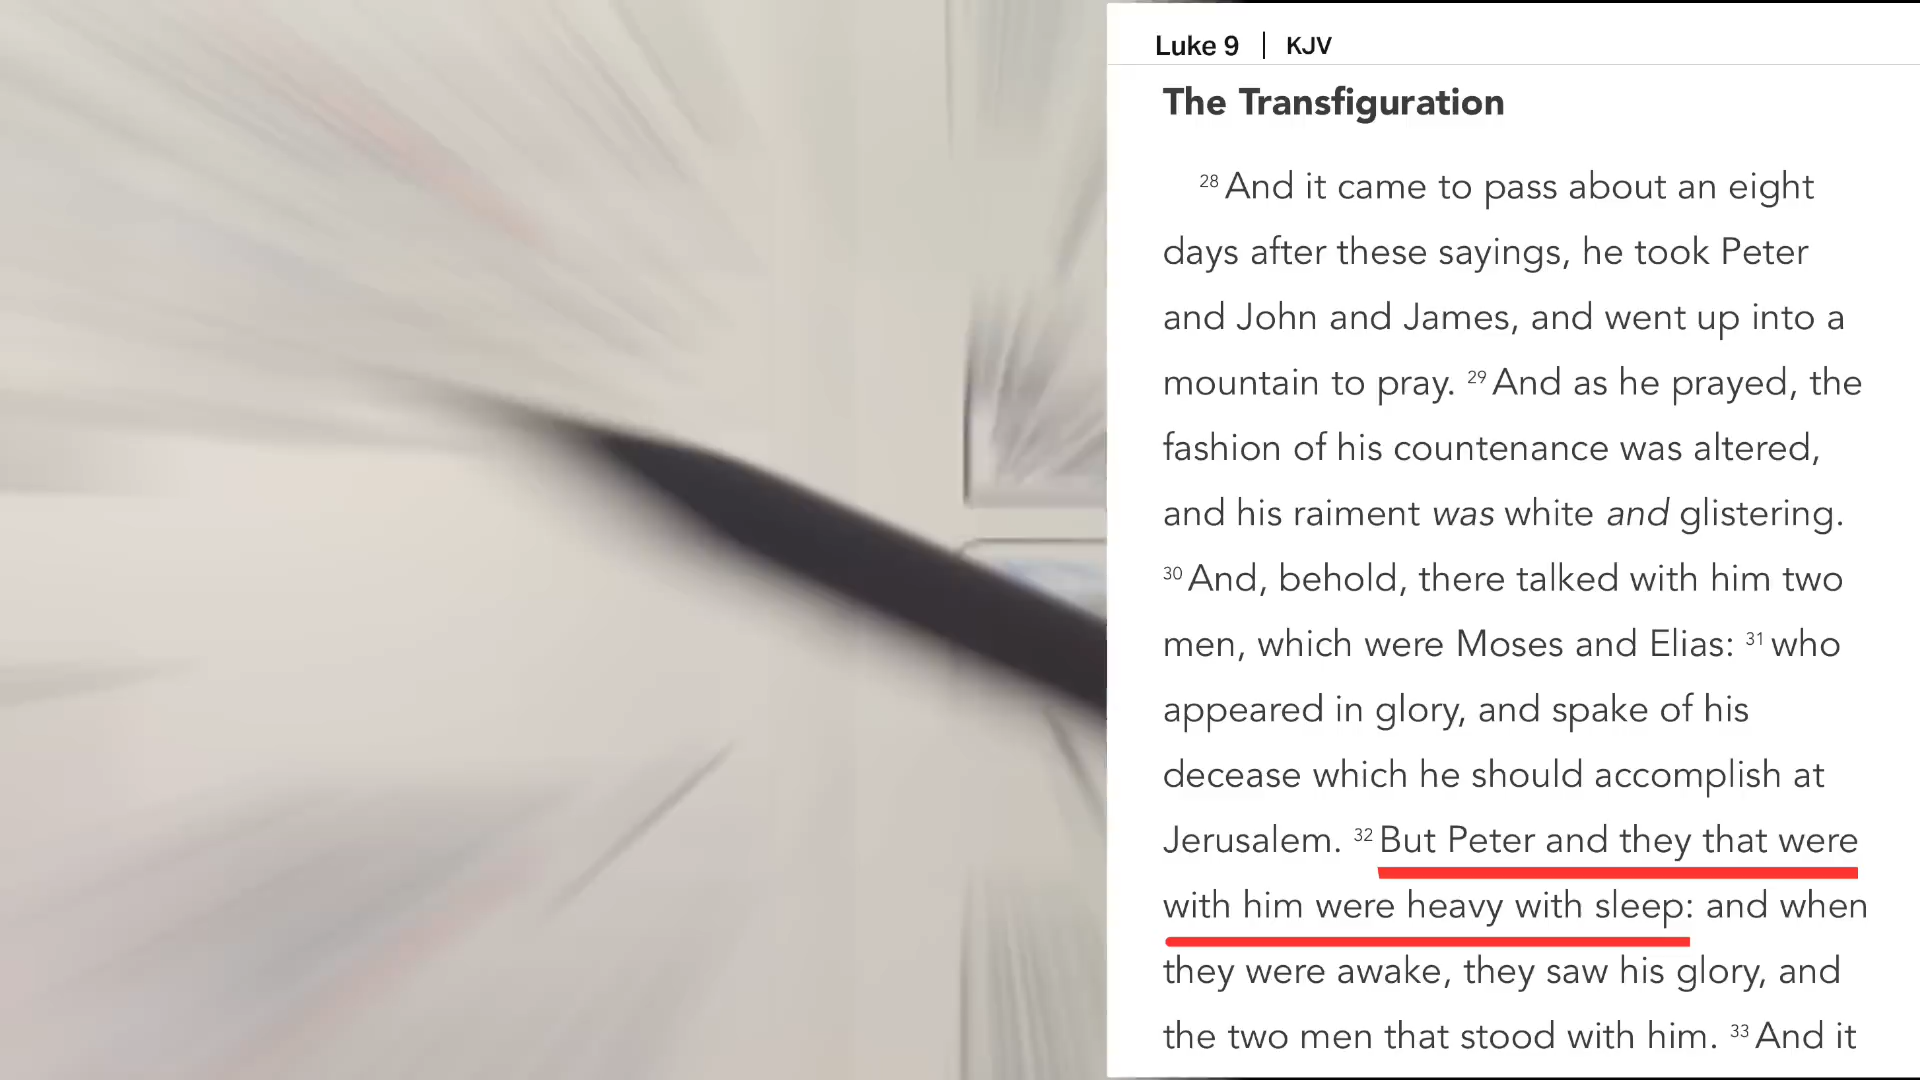 Luke 9 | KJV
The Transfiguration
28 And it came to pass about an eight
days after these sayings, he took Peter
and John and James, and went up into a
mountain to pray. 29 And as he prayed, the
fashion of his countenance was altered,
and his raiment was white and glistering.
30 And, behold, there talked with him two
men, which were Moses and Elias: 31 who
appeared in glory, and spake of his
decease which he should accomplish at
Jerusalem. 32 But Peter and they that were
with him were heavy with sleep: and when
they were awake, they saw his glory, and
the two men that stood with him. 33 And it